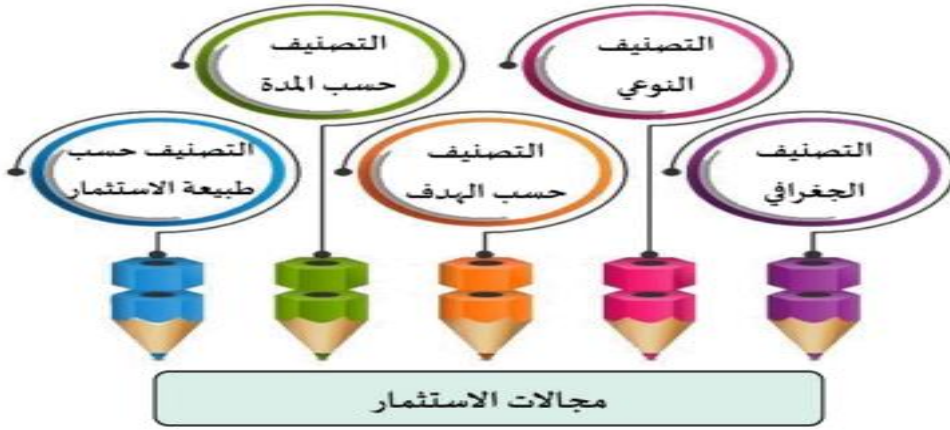 التصنيف
الجغرافي
التصنيف
النوعي
التصنيف
حسب الهدف
التصنيف
حسب المدة
التصنيف حسب
طبيعة الاستثمار
مجالات الاستثمار